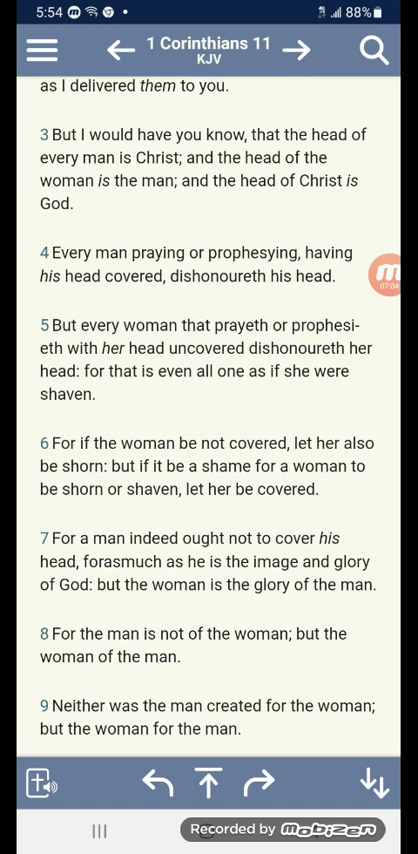 5:54 88%
1 Corinthians 11
KJV
as I delivered them to you.
3 But I would have you know, that the head of
every man is Christ; and the head of the
woman is the man; and the head of Christ is
God.
4 Every man praying or prophesying, having
his head covered, dishonoureth his head.
m
07:04
5 But every woman that prayeth or prophesi-
eth with her head uncovered dishonoureth her
head: for that is even all one as if she were
shaven.
6 For if the woman be not covered, let her also
be shorn: but if it be a shame for a woman to
be shorn or shaven, let her be covered.
7 For a man indeed ought not to cover his
head, forasmuch as he is the image and glory
of God: but the woman is the glory of the man.
8 For the man is not of the woman; but the
woman of the man.
9 Neither was the man created for the woman;
but the woman for the man.
Recorded by mobizen